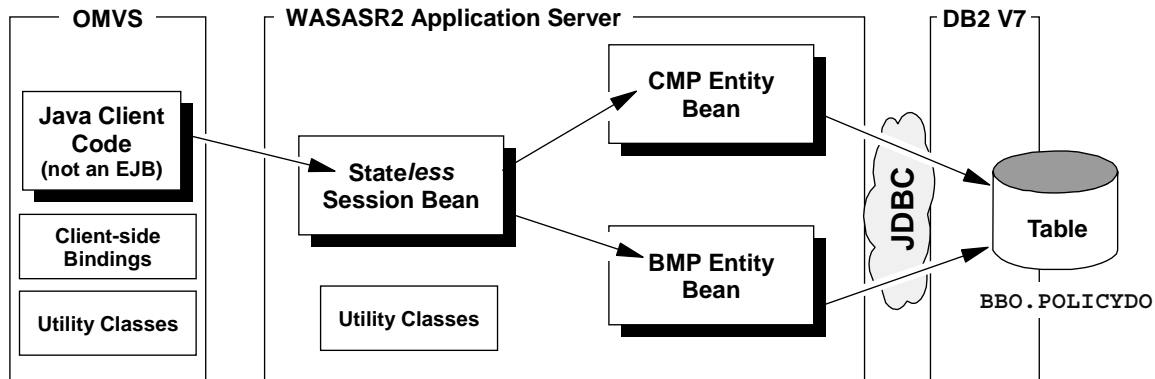 OMVS
WASASR2 Application Server
DB2 V7
Java Client
Code
(not an EJB)
Client-side
Bindings
Utility Classes
Stateless
Session Bean
Utility Classes
CMP Entity
Bean
BMP Entity
Bean
JDBC
Table
BBO.POLICYDO